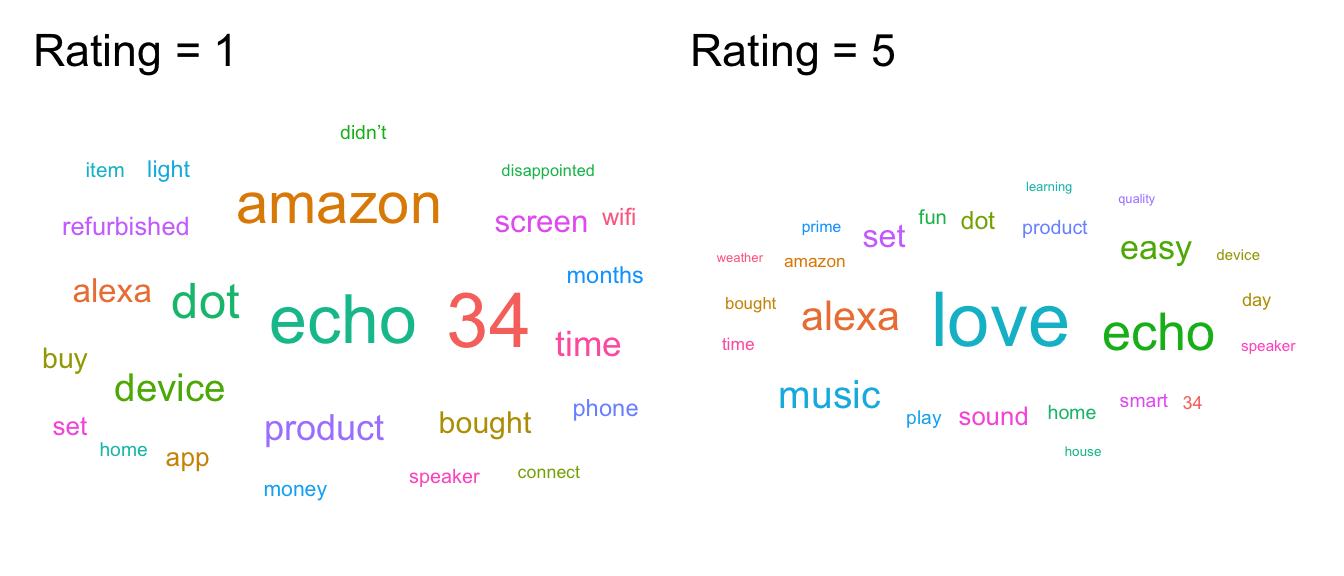 Rating = 1
didn’t
item light disappointed
amazon
refurbished screen wifi
months
alexa dot echo 34
time
buy device
set product bought phone
home app
money speaker connect
Rating = 5
learning
quality
prime set fun dot product
weather amazon easy device
bought alexa love echo day
time speaker
music play sound home smart 34
house